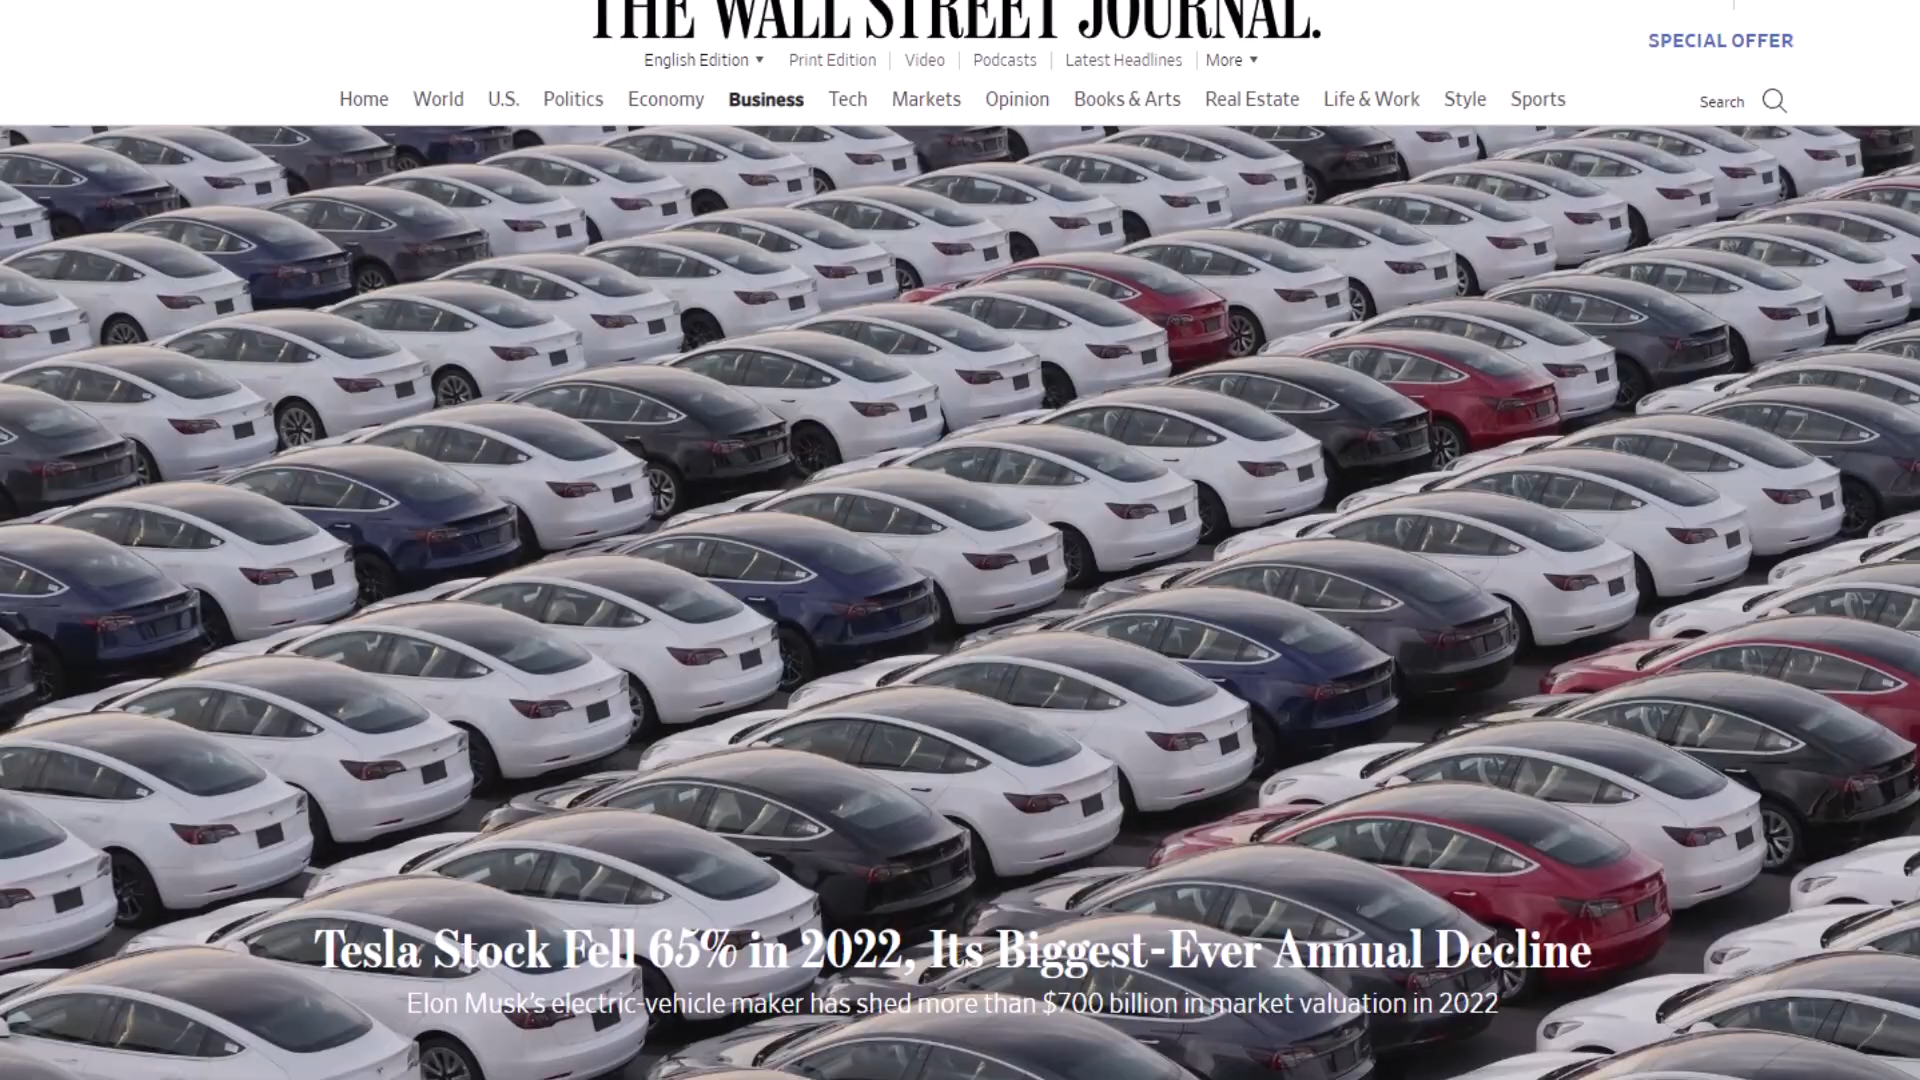 THE WALL STREET JOURNAL.
SPECIAL OFFER
English Edition Print Edition Video Podcasts Latest Headlines More
Home World U.S. Politics Economy Business Tech Markets Opinion Books & Arts Real Estate Life & Work Style Sports
Search
Tesla Stock Fell 65% in 2022, Its Biggest-Ever Annual Decline
Elon Musk's electric-vehicle maker has shed more than $700 billion in market valuation in 2022